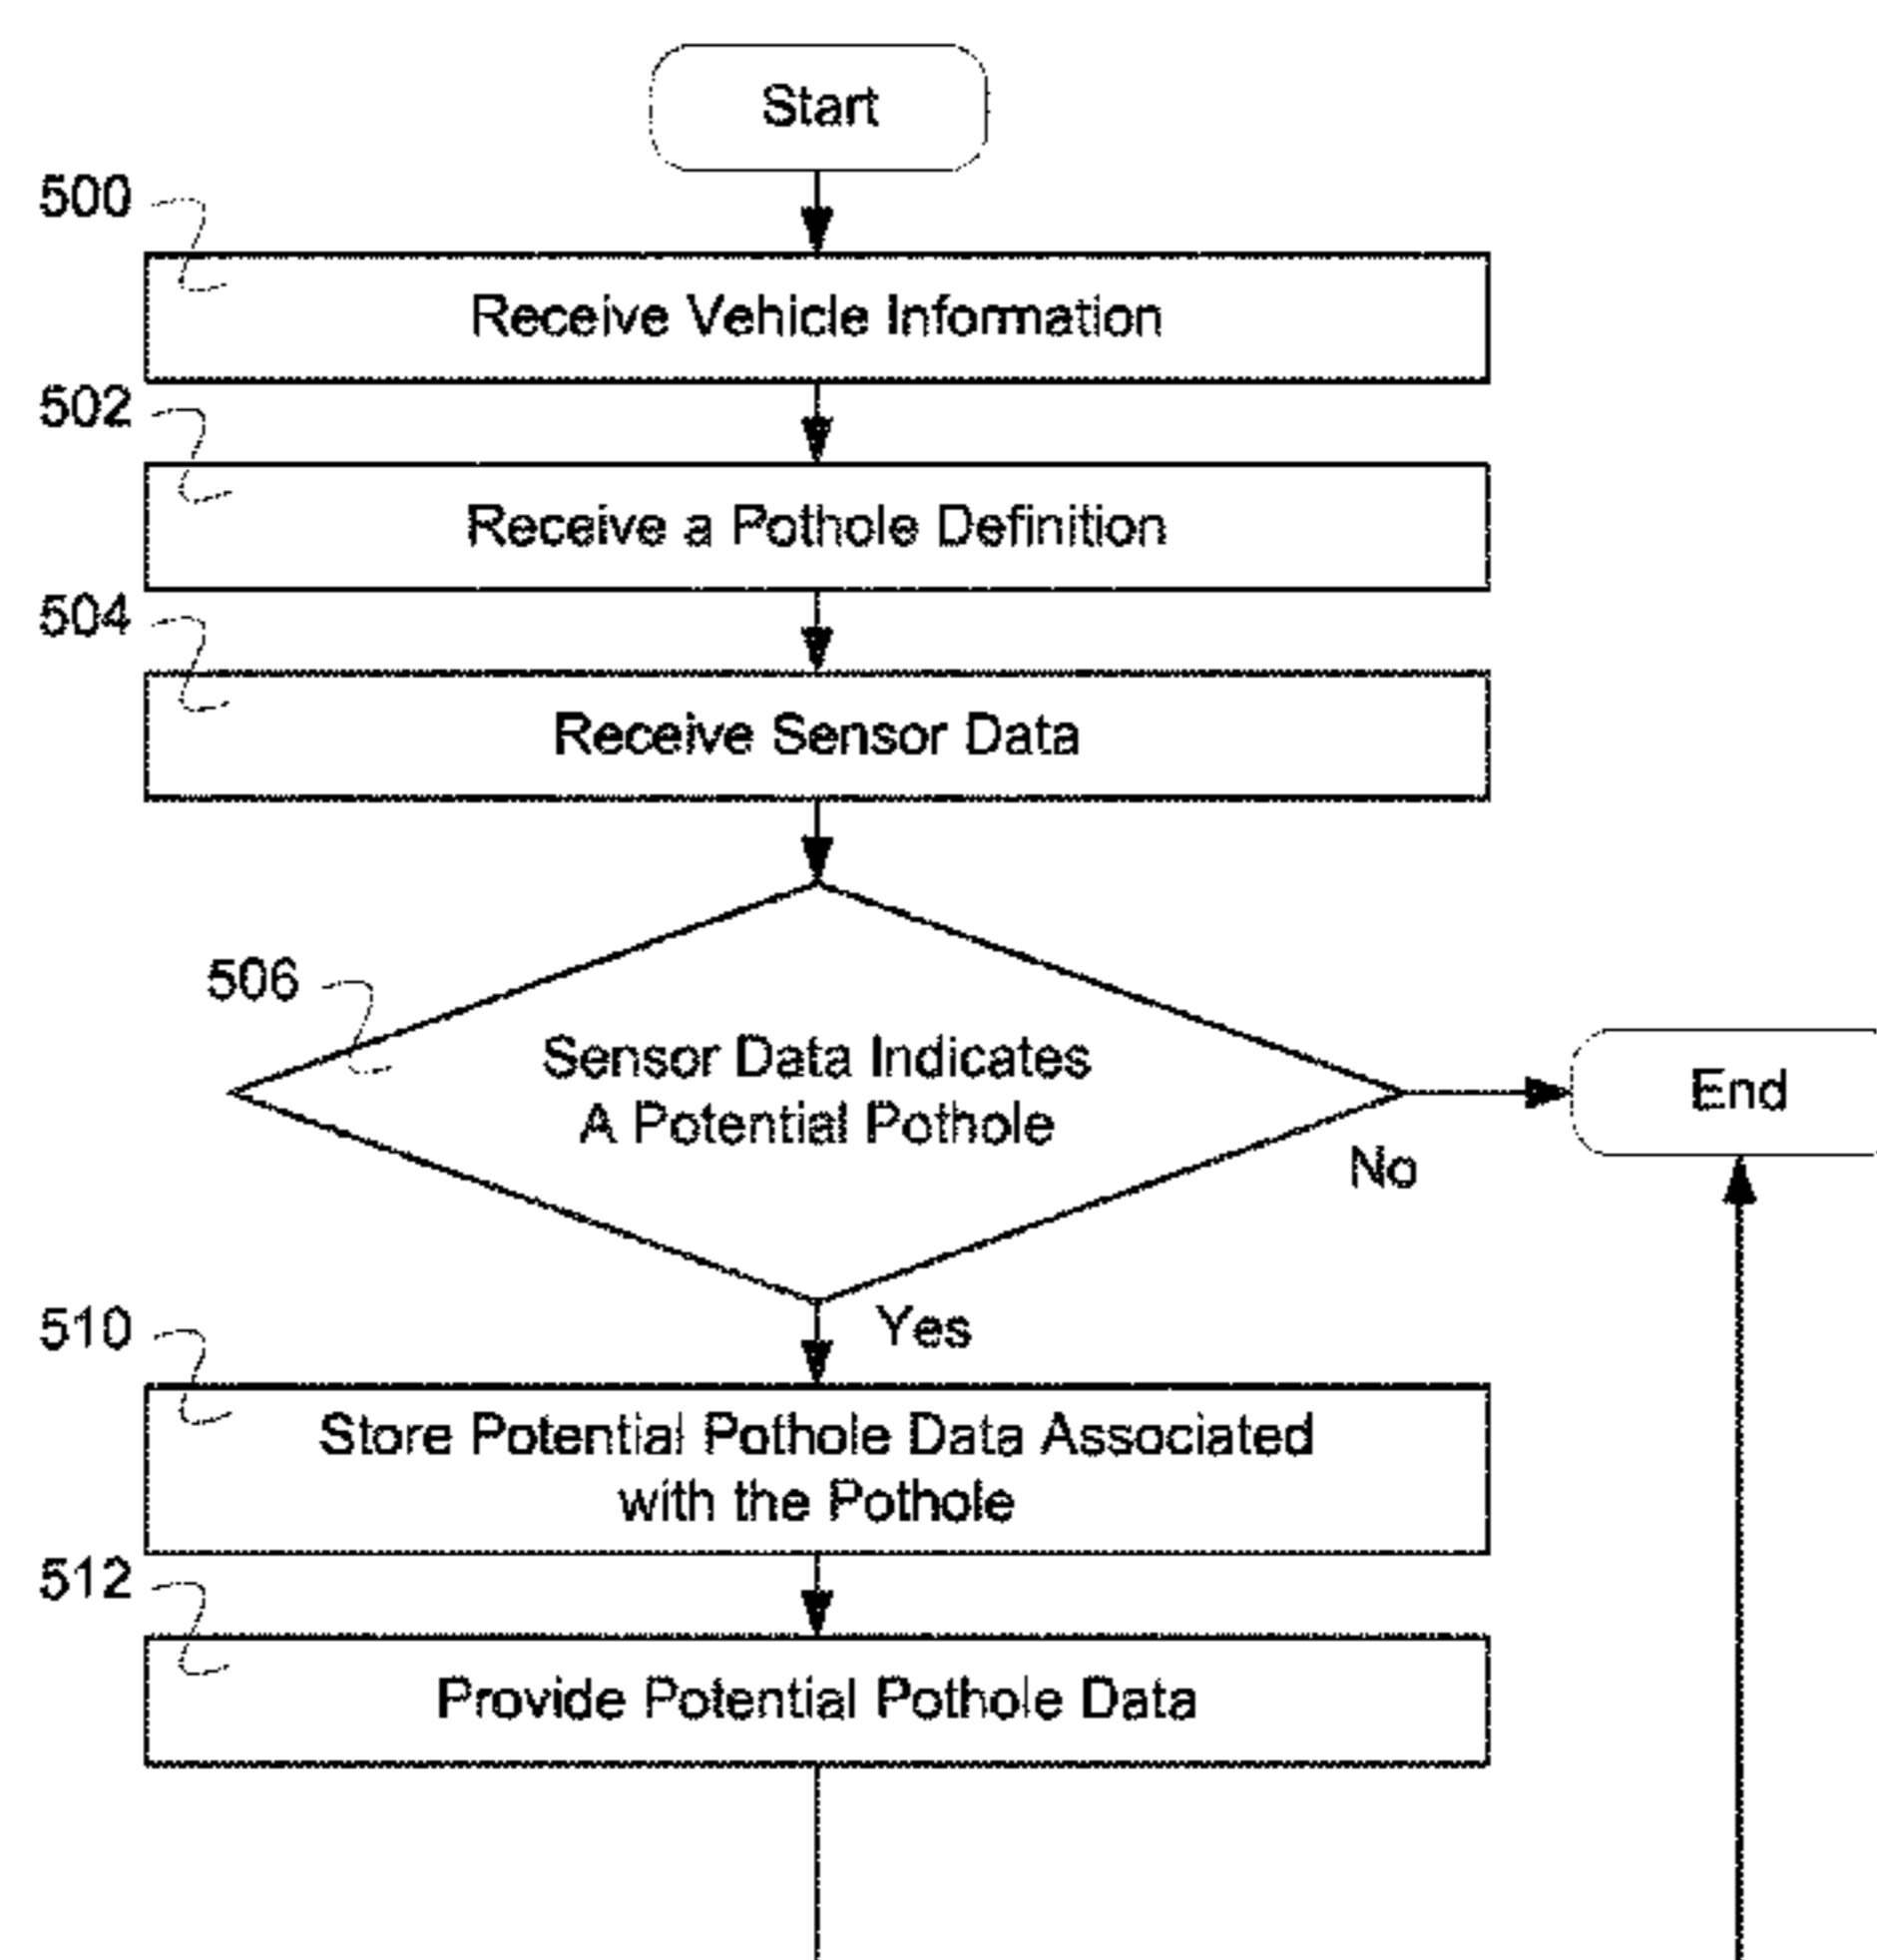 Start
500
Receive Vehicle Information
502
Receive a Pothole Definition
504
Receive Sensor Data
506
Sensor Data Indicates
A Potential Pothole
End
No
Yes
510
Store Potential Pothole Data Associated
with the Pothole
512
Provide Potential Pothole Data